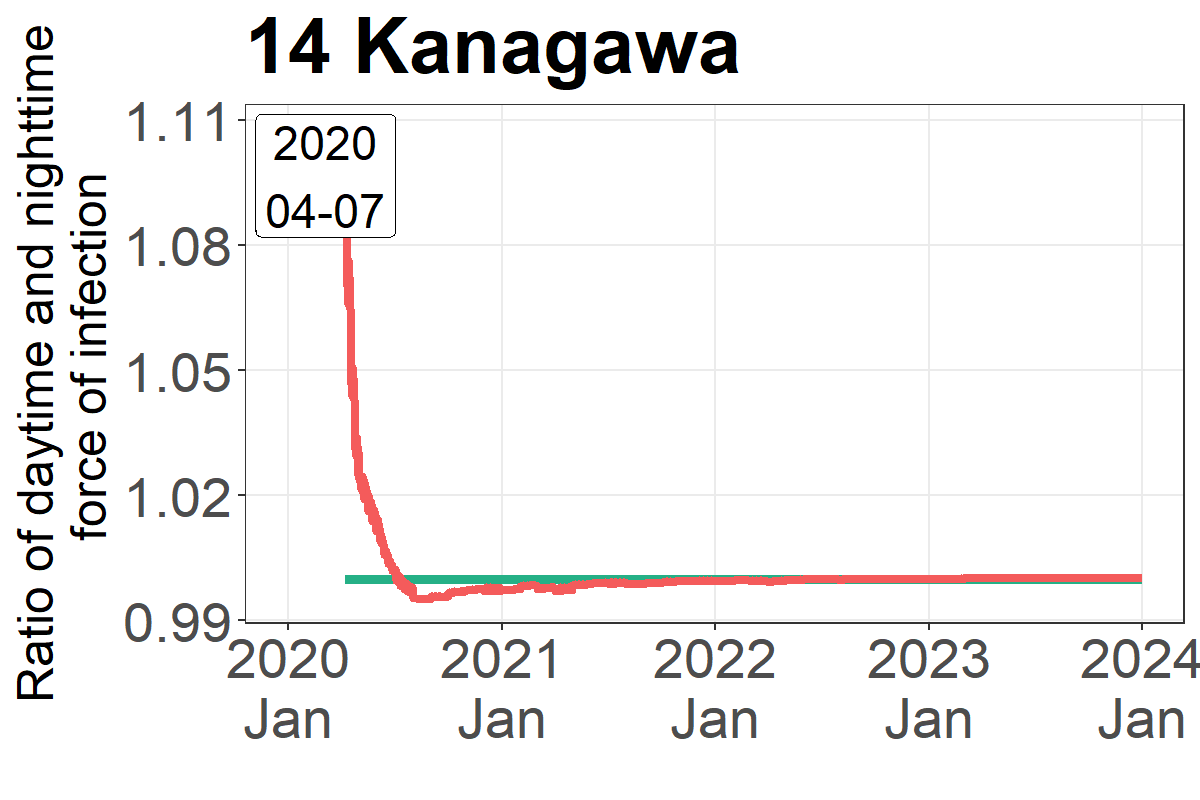 14 Kanagawa
Ratio of daytime and nighttime
force of infection
1.11
1.08
1.05
1.02
0.99
2020
04-07
2020
Jan
2021
Jan
2022
Jan
2023
Jan
2024
Jan